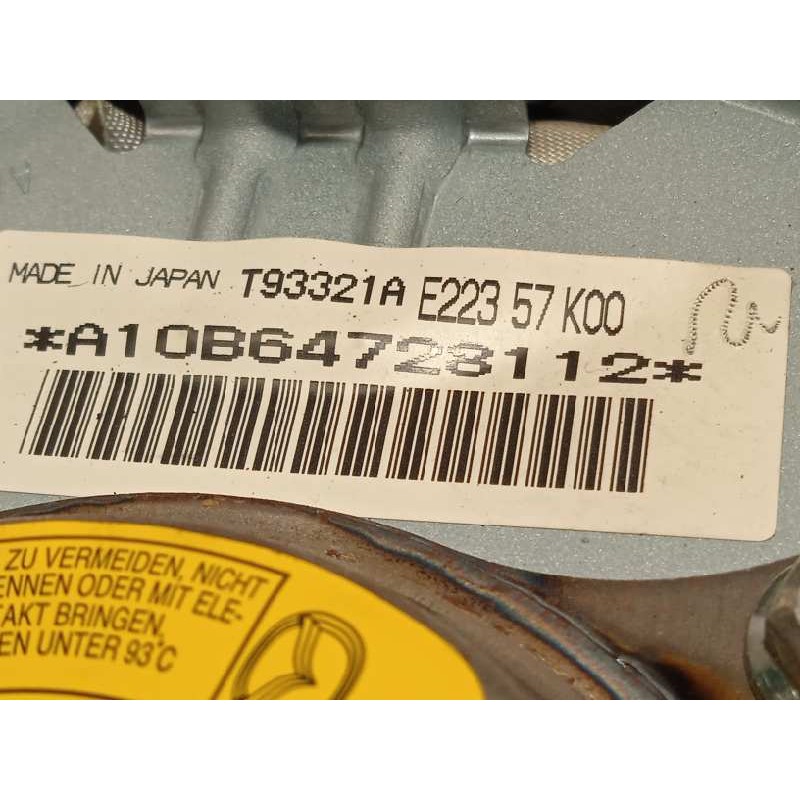 MADE IN JAPAN T93321A E223 57 K00
*A10B64728112*
ZU VERMEIDEN, NICHT
ENNEN ODER MIT ELE-
TAKT BRINGEN,
EN UNTER 93°C